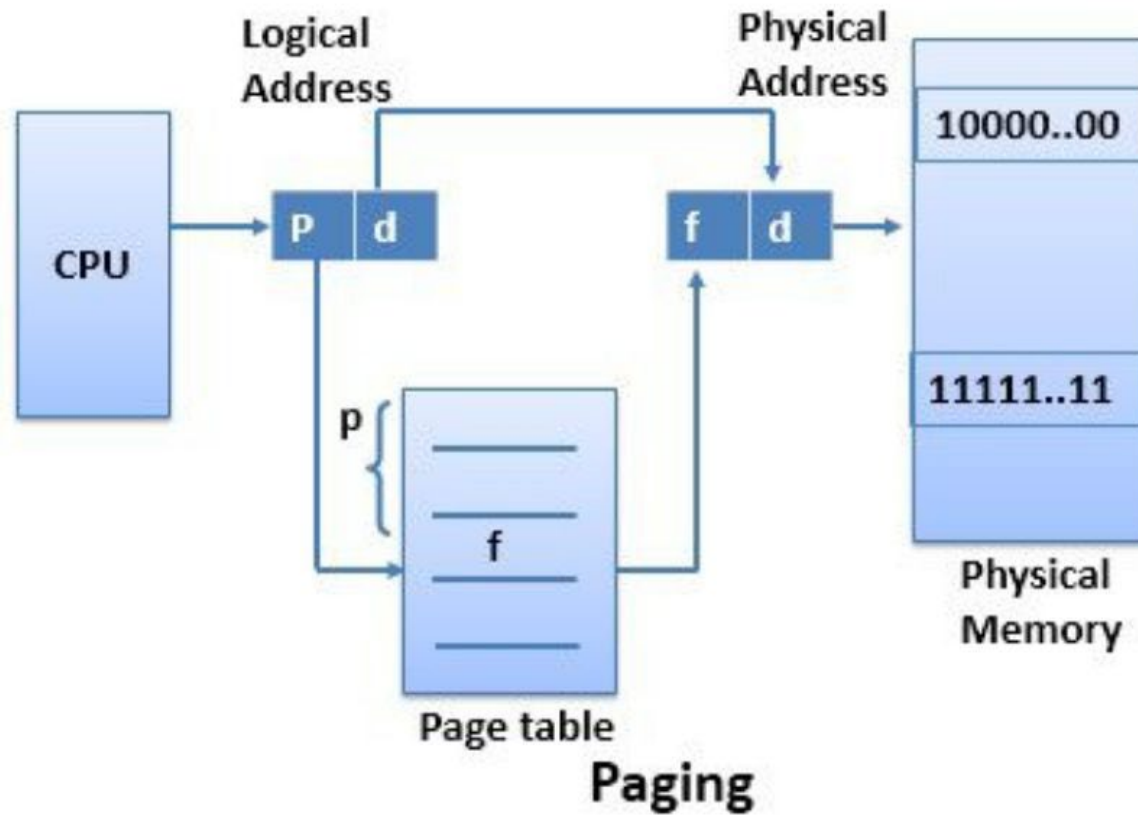 Logical
Address
Physical
Address
10000..00
CPU
P
d
f
d
p
f
11111..11
Physical
Memory
Page table
Paging